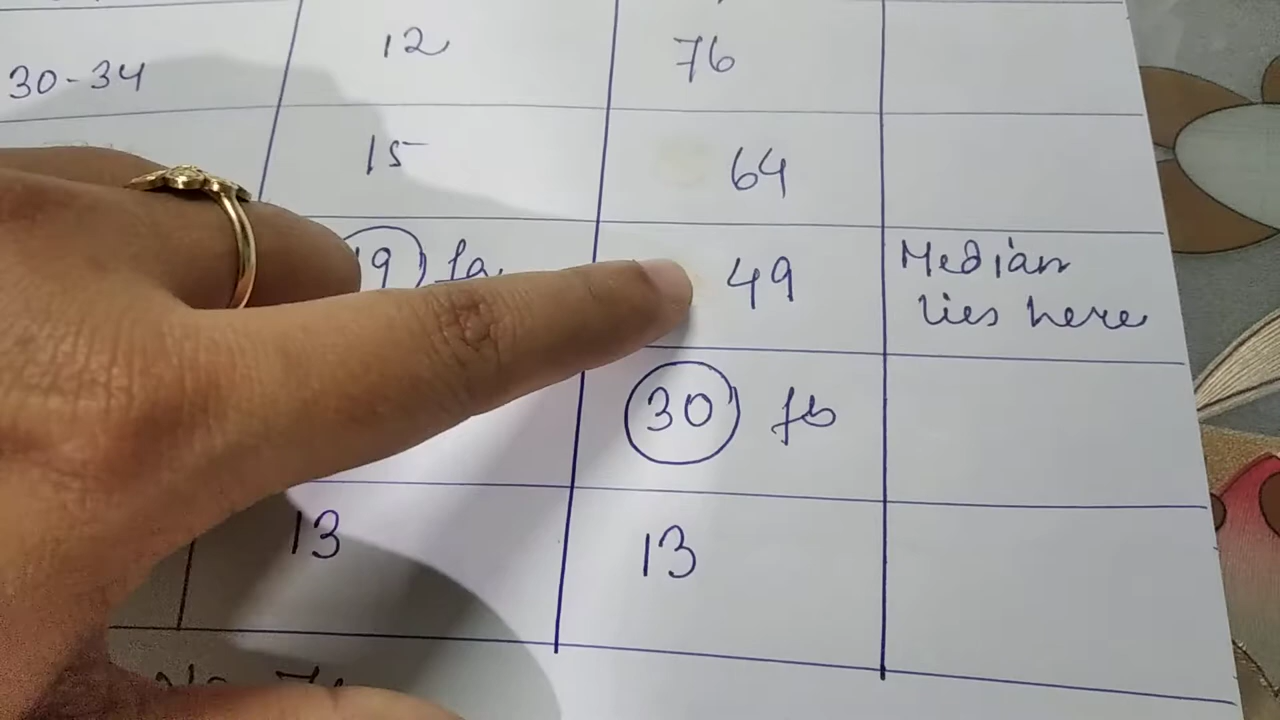 12 76
30-34
15 64
19 fa 49 Median
lies here
30 fb
13 13